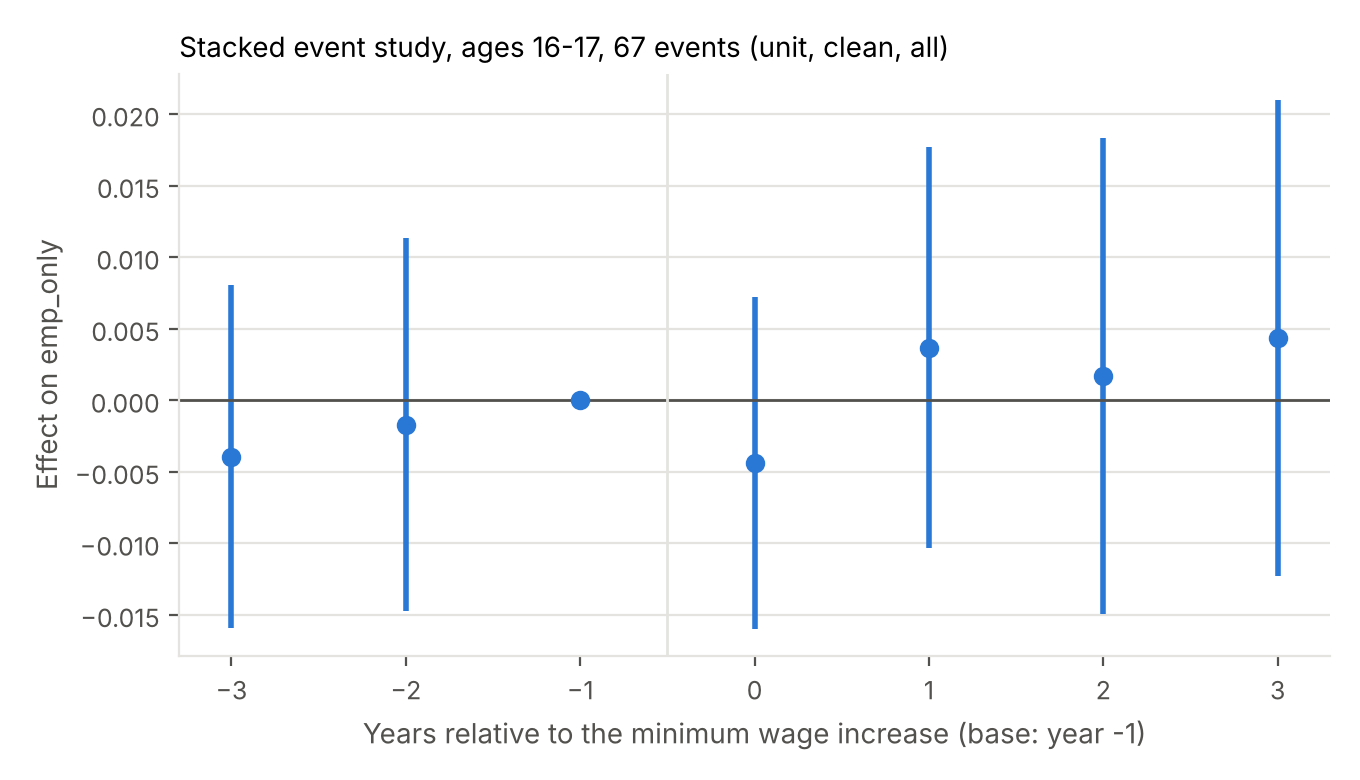 Stacked event study, ages 16-17, 67 events (unit, clean, all)
Effect on emp_only
0.020
0.015
0.010
0.005
0.000
−0.005
−0.010
−0.015
−3 −2 −1 0 1 2 3
Years relative to the minimum wage increase (base: year -1)